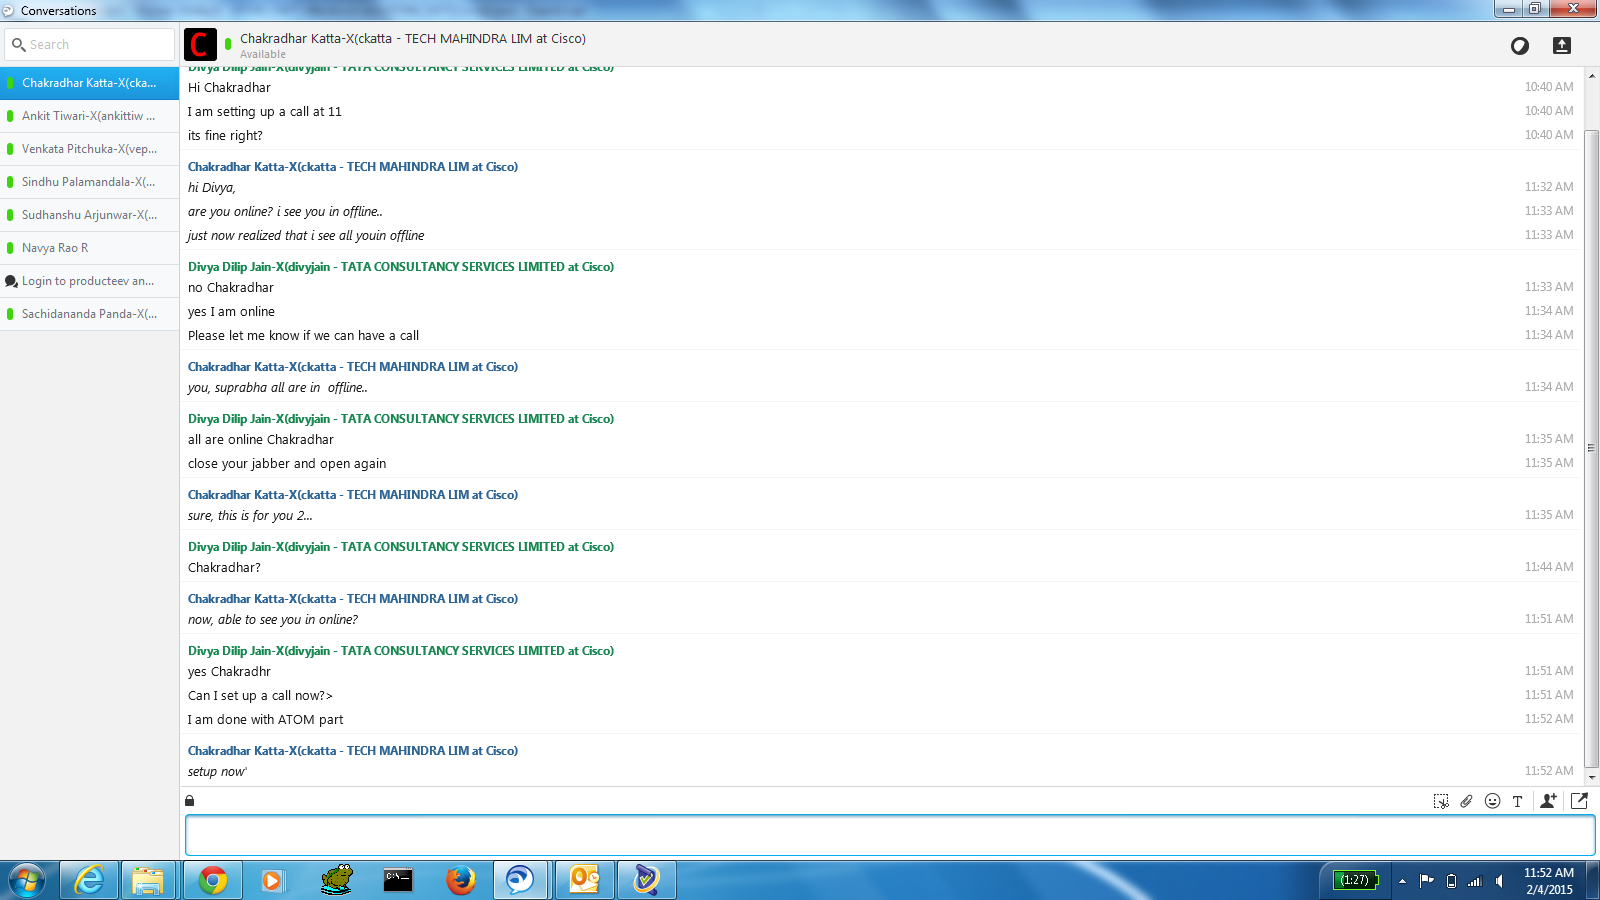 Conversations
Search
Chakradhar Katta-X(cka...
Ankit Tiwari-X(ankittiw ...
Venkata Pitchuka-X(vep...
Sindhu Palamandala-X(...
Sudhanshu Arjunwar-X(...
Navya Rao R
Login to producteev an...
Sachidananda Panda-X(...
C
Chakradhar Katta-X(ckatta - TECH MAHINDRA LIM at Cisco)
Available
Divya Dilip Jain-X(divyjain - TATA CONSULTANCY SERVICES LIMITED at Cisco)
Hi Chakradhar 10:40 AM
I am setting up a call at 11 10:40 AM
its fine right? 10:40 AM
Chakradhar Katta-X(ckatta - TECH MAHINDRA LIM at Cisco)
hi Divya, 11:32 AM
are you online? i see you in offline.. 11:33 AM
just now realized that i see all youin offline 11:33 AM
Divya Dilip Jain-X(divyjain - TATA CONSULTANCY SERVICES LIMITED at Cisco)
no Chakradhar 11:33 AM
yes I am online 11:34 AM
Please let me know if we can have a call 11:34 AM
Chakradhar Katta-X(ckatta - TECH MAHINDRA LIM at Cisco)
you, suprabha all are in  offline.. 11:34 AM
Divya Dilip Jain-X(divyjain - TATA CONSULTANCY SERVICES LIMITED at Cisco)
all are online Chakradhar 11:35 AM
close your jabber and open again 11:35 AM
Chakradhar Katta-X(ckatta - TECH MAHINDRA LIM at Cisco)
sure, this is for you 2... 11:35 AM
Divya Dilip Jain-X(divyjain - TATA CONSULTANCY SERVICES LIMITED at Cisco)
Chakradhar? 11:44 AM
Chakradhar Katta-X(ckatta - TECH MAHINDRA LIM at Cisco)
now, able to see you in online? 11:51 AM
Divya Dilip Jain-X(divyjain - TATA CONSULTANCY SERVICES LIMITED at Cisco)
yes Chakradhr 11:51 AM
Can I set up a call now?> 11:51 AM
I am done with ATOM part 11:52 AM
Chakradhar Katta-X(ckatta - TECH MAHINDRA LIM at Cisco)
setup now' 11:52 AM
T
C:\_
(1:27)
11:52 AM
2/4/2015